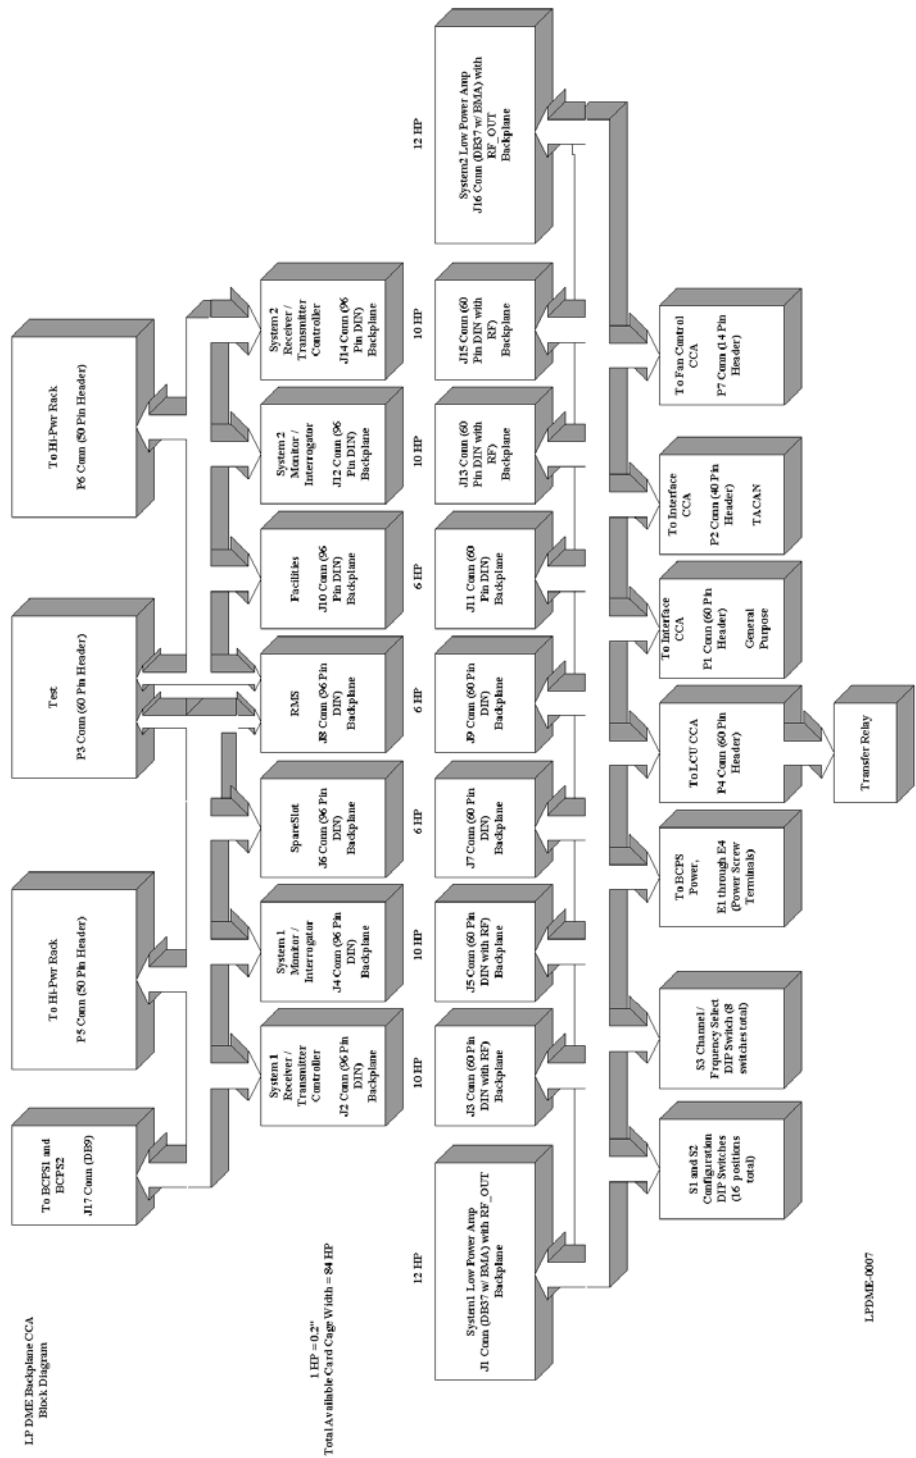 LP DME Backplane CCA
Block Diagram
To BCPS1 and
BCPS2
J17 Conn (DB9)
To Hi-Pwr Rack
P5 Conn (50 Pin Header)
Test
P3 Conn (60 Pin Header)
To Hi-Pwr Rack
P6 Conn (50 Pin Header)
1 HP = 0.2"
Total Available Card Cage Width = 84 HP
System1
Receiver /
Transmitter
Controller
J2 Conn (96 Pin
DIN)
Backplane
System1
Monitor /
Interrogator
J4 Conn (96 Pin
DIN)
Backplane
SpareSlot
J6 Conn (96 Pin
DIN)
Backplane
RMS
J8 Conn (96 Pin
DIN)
Backplane
Facilities
J10 Conn (96
Pin DIN)
Backplane
System 2
Monitor /
Interrogator
J12 Conn (96
Pin DIN)
Backplane
System 2
Receiver /
Transmitter
Controller
J14 Conn (96
Pin DIN)
Backplane
12 HP
10 HP
10 HP
6 HP
6 HP
6 HP
10 HP
10 HP
12 HP
System1 Low Power Amp
J1 Conn (DB37 w/ BMA) with RF_OUT
Backplane
J3 Conn (60 Pin
DIN with RF)
Backplane
J5 Conn (60 Pin
DIN with RF)
Backplane
J7 Conn (60 Pin
DIN)
Backplane
J9 Conn (60 Pin
DIN)
Backplane
J11 Conn (60
Pin DIN)
Backplane
J13 Conn (60
Pin DIN with
RF)
Backplane
J15 Conn (60
Pin DIN with
RF)
Backplane
System2 Low Power Amp
J16 Conn (DB37 w/ BMA) with
RF_OUT
Backplane
S1 and S2
Configuration
DIP Switches
(16 positions
total)
S3 Channel /
Frquency Select
DIP Switch (8
switches total)
To BCPS
Power,
E1 through E4
(Power Screw
Terminals)
To LCU CCA
P4 Conn (60 Pin
Header)
To Interface
CCA
P1 Conn (60 Pin
Header)
General
Purpose
To Interface
CCA
P2 Conn (40 Pin
Header)
TACAN
To Fan Control
CCA
P7 Conn (14 Pin
Header)
Transfer Relay
LPDME-0007